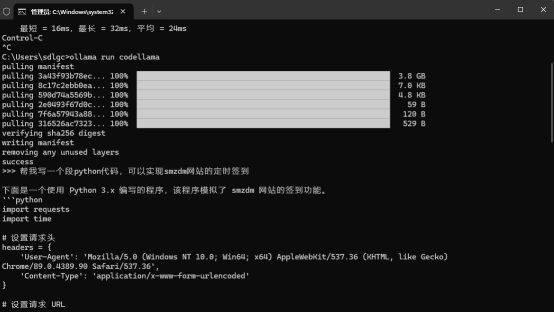 管理员: C:\Windows\system32
最短 = 16ms，最长 = 32ms，平均 = 24ms
Control-C
^C
C:\Users\sdlgc>ollama run codellama
pulling manifest
pulling 3a43f93b78ec... 100% 3.8 GB
pulling 8c17c2ebb0ea... 100% 7.0 KB
pulling 590d74a5569b... 100% 4.8 KB
pulling 2e0493f67d0c... 100% 59 B
pulling 7f6a57943a88... 100% 120 B
pulling 316526ac7323... 100% 529 B
verifying sha256 digest
writing manifest
removing any unused layers
success
>>> 帮我写一个段python代码，可以实现smzdm网站的定时签到
下面是一个使用 Python 3.x 编写的程序，该程序模拟了 smzdm 网站的签到功能。
```python
import requests
import time
# 设置请求头
headers = {
'User-Agent': 'Mozilla/5.0 (Windows NT 10.0; Win64; x64) AppleWebKit/537.36 (KHTML, like Gecko)
Chrome/89.0.4389.90 Safari/537.36',
'Content-Type': 'application/x-www-form-urlencoded'
}
# 设置请求 URL